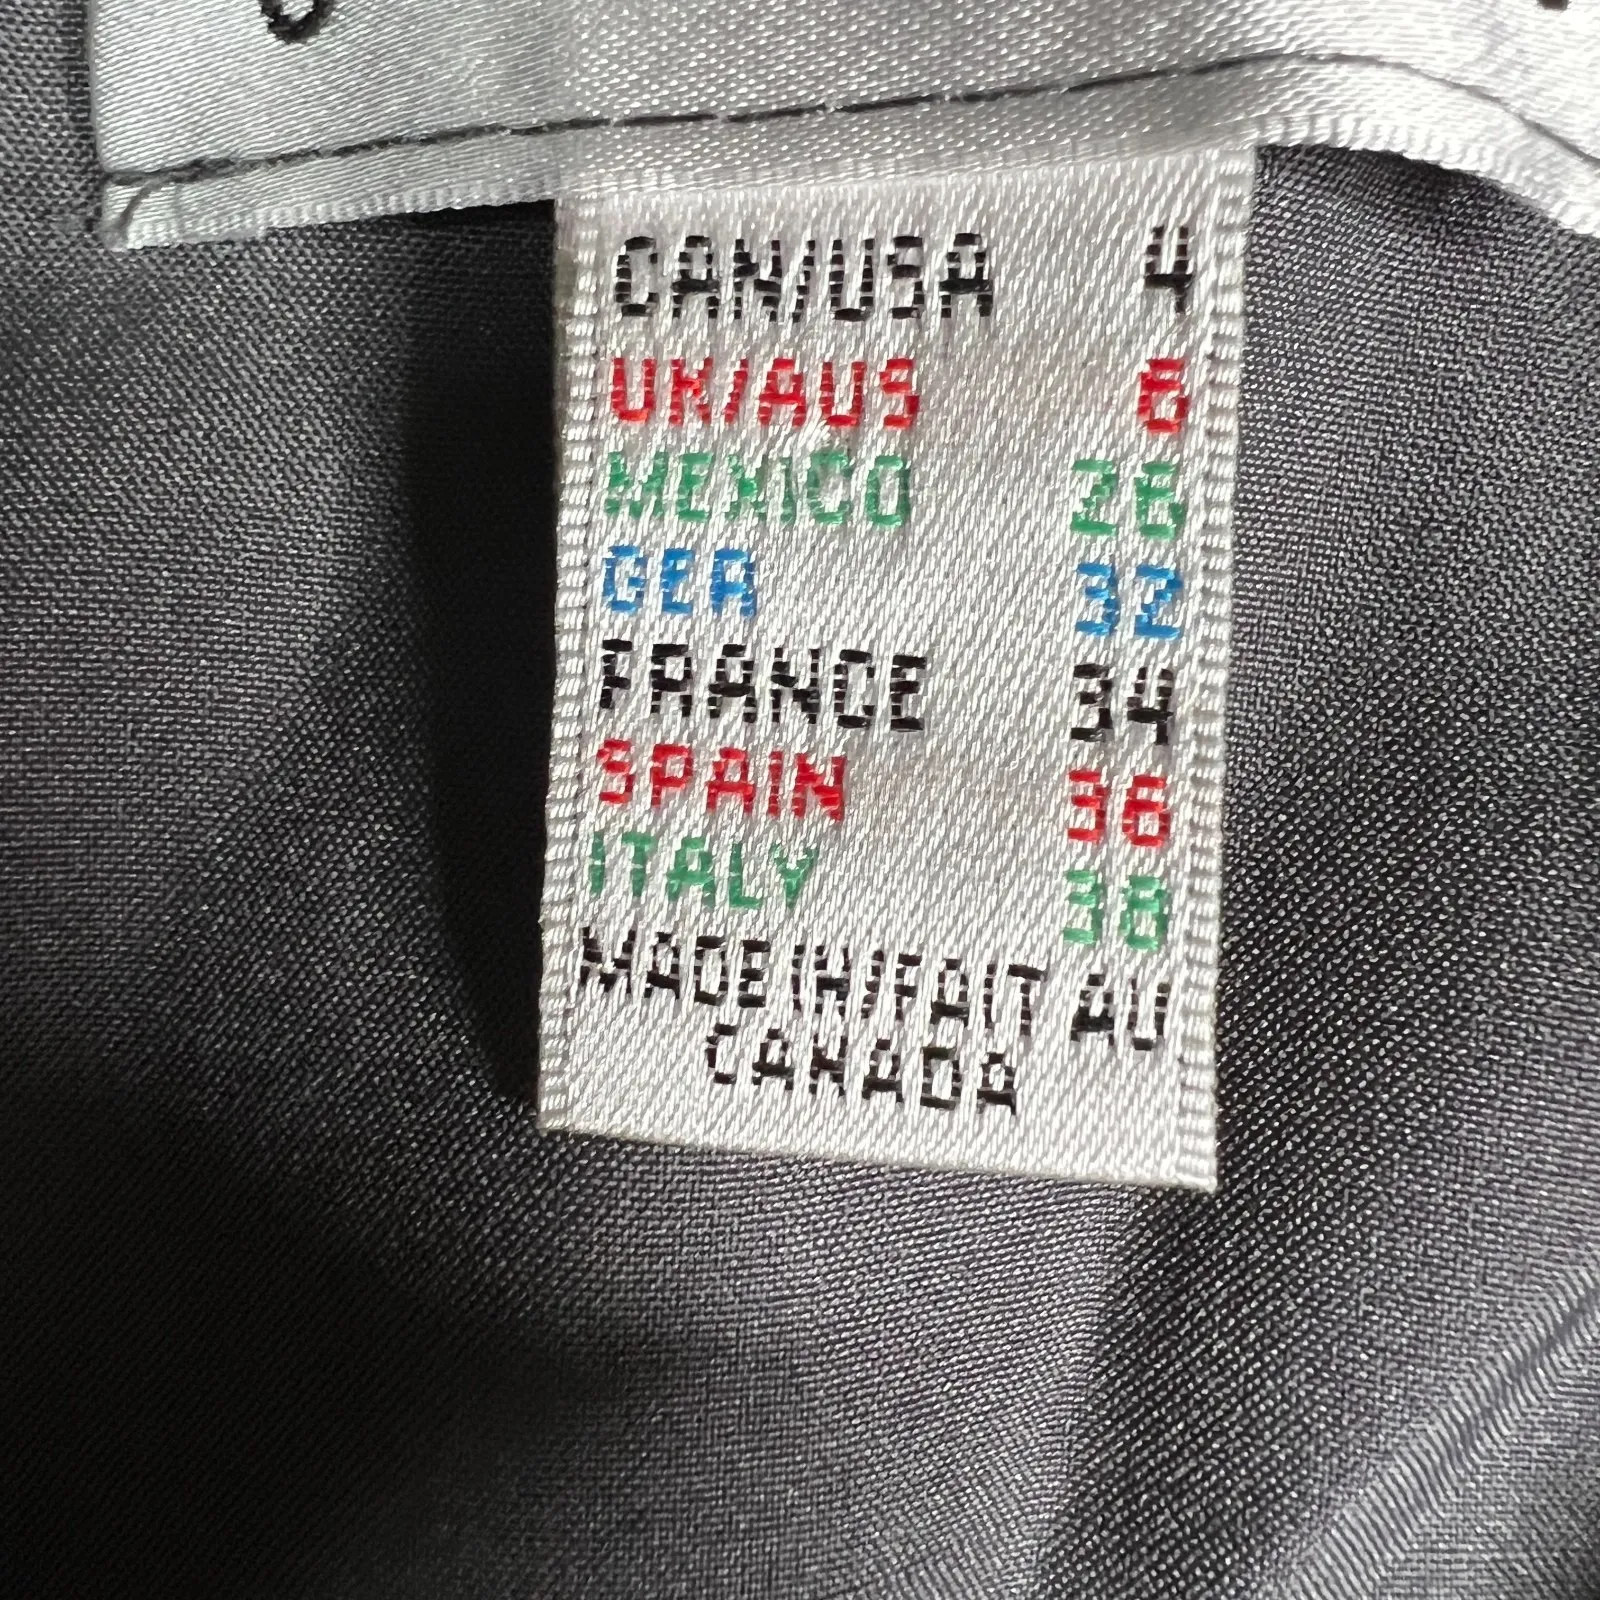 CAN/USA 4
UK/AUS 6
MEXICO 26
GER 32
FRANCE 34
SPAIN 36
ITALY 38
MADE IN/FAIT AU
CANADA